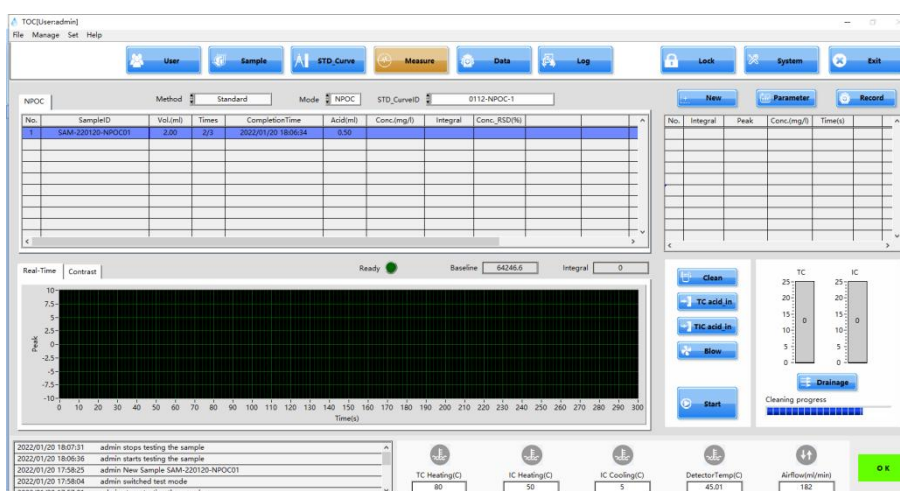 TOC[User:admin]
File Manage Set Help
User Sample STD_Curve Measure Data Log Lock System Exit
NPOC Method Standard Mode NPOC STD_CurveID 0112-NPOC-1 New Parameter Record
No. SampleID Vol.(ml) Times CompletionTime Acid(ml) Conc.(mg/l) Integral Conc._RSD(%) No. Integral Peak Conc.(mg/l) Time(s)
1 SAM-220120-NPOC01 2.00 2/3 2022/01/20 18:06:34 0.50
Real-Time Contrast Ready Baseline 64246.6 Integral 0
Peak
10
7.5
5
2.5
0
-2.5
-5
-7.5
-10
0 10 20 30 40 50 60 70 80 90 100 110 120 130 140 150 160 170 180 190 200 210 220 230 240 250 260 270 280 290 300
Time(s)
Clean
TC acid_in
TIC acid_in
Blow
Start
TC IC
25 25
20 20
15 15
0 0
10 10
5 5
0 0
Drainage
Cleaning progress
2022/01/20 18:07:31 admin stops testing the sample
2022/01/20 18:06:36 admin starts testing the sample
2022/01/20 17:58:25 admin New Sample SAM-220120-NPOC01
2022/01/20 17:58:04 admin switched test mode
TC Heating(C) IC Heating(C) IC Cooling(C) DetectorTemp(C) Airflow(ml/min)
80 50 5 45.01 182
OK